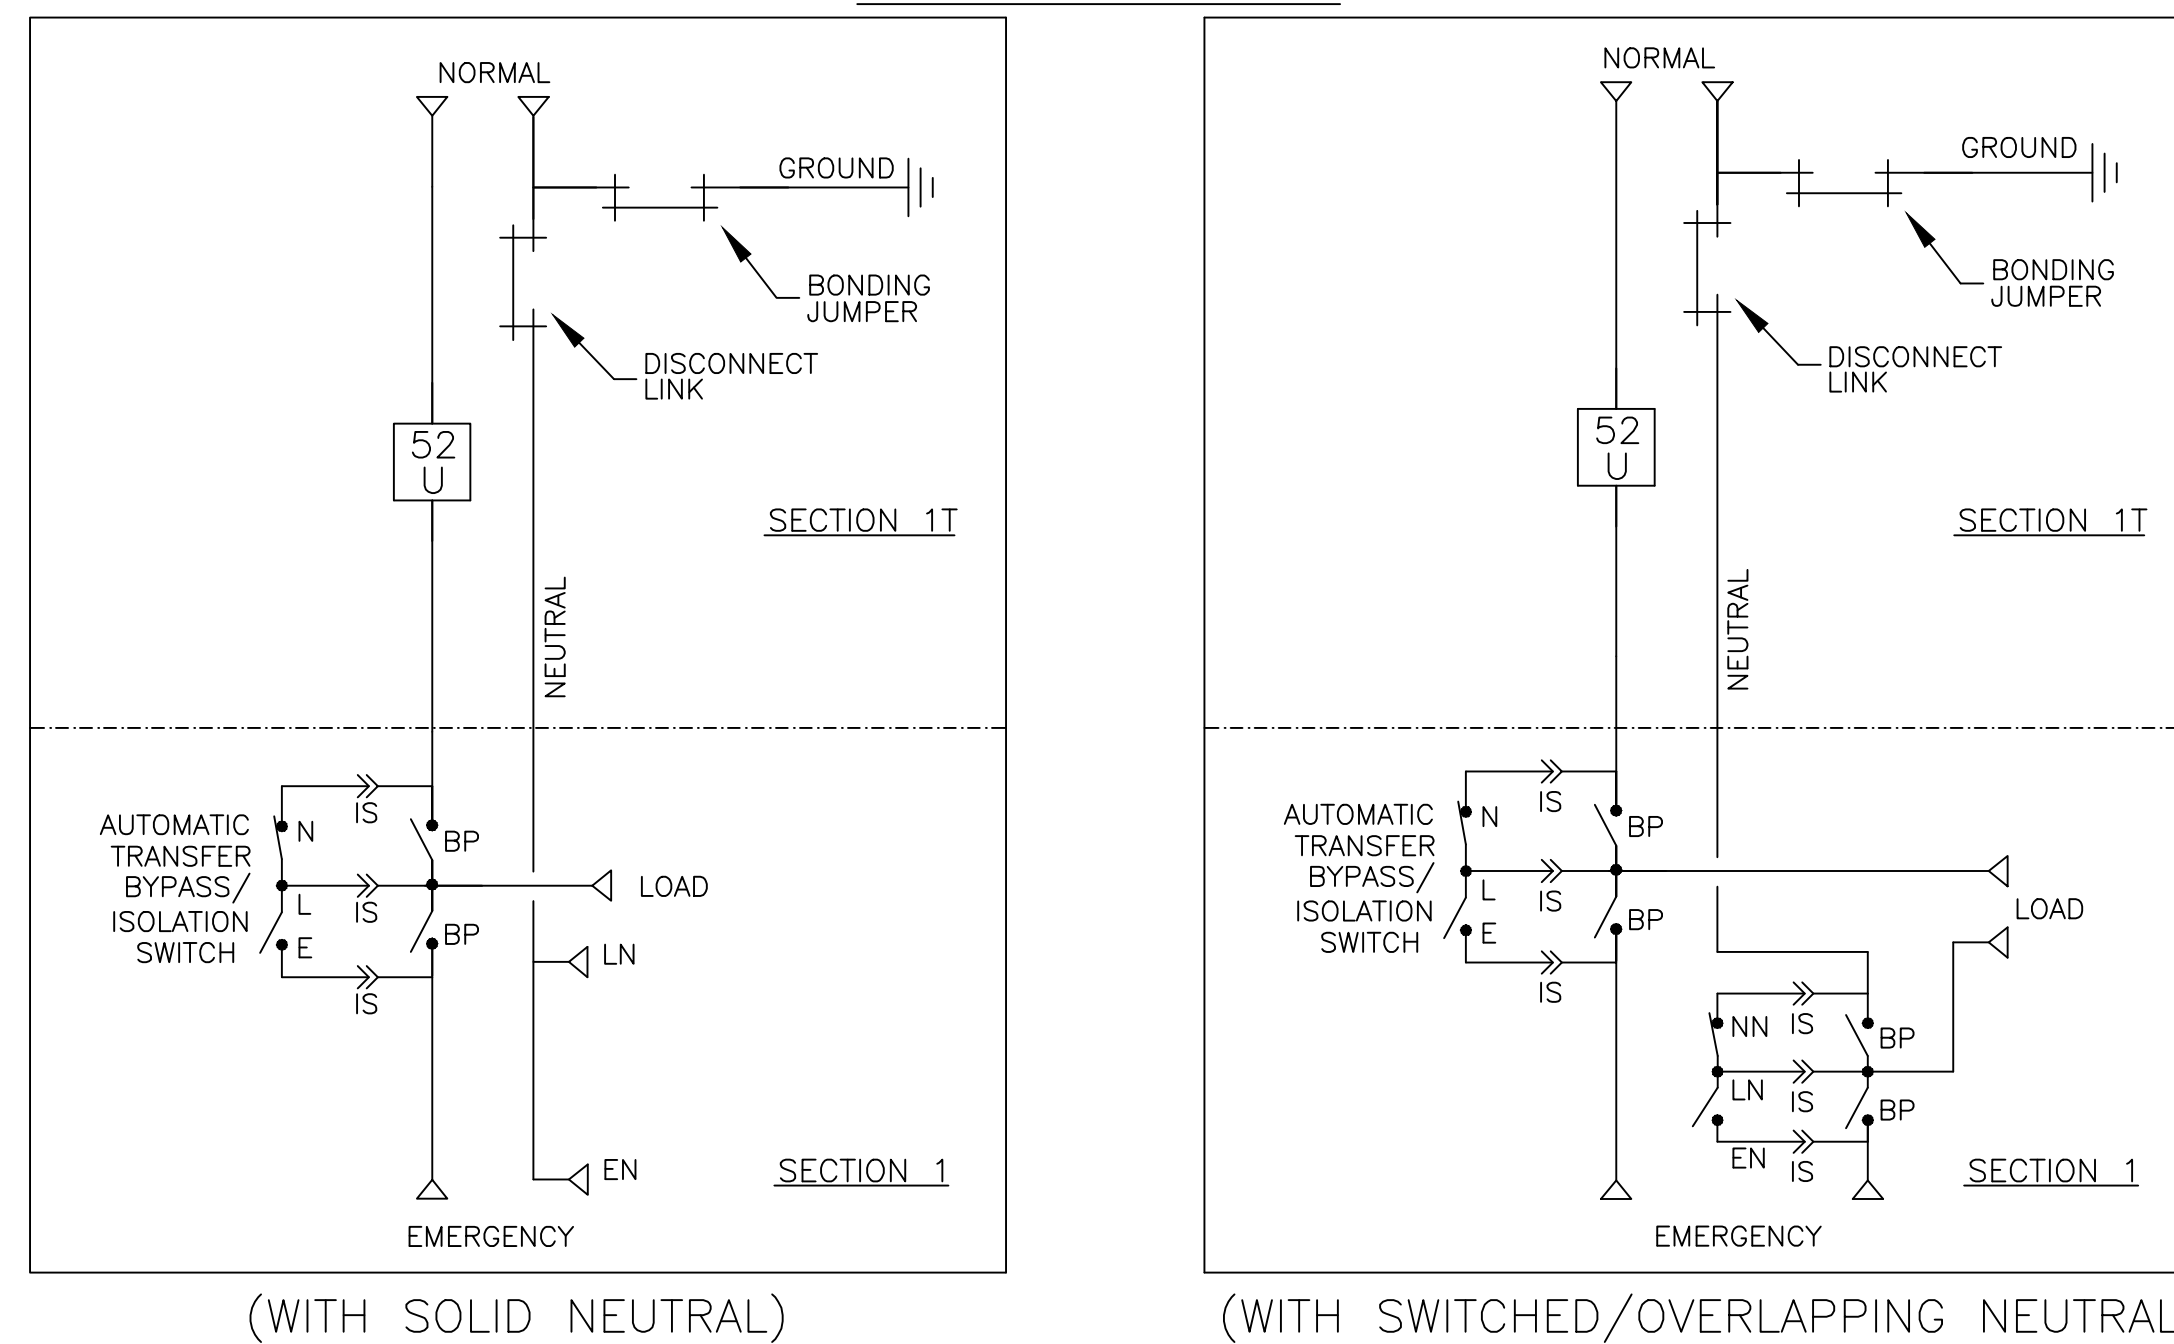 NORMAL
GROUND
BONDING
JUMPER
DISCONNECT
LINK
52
U
SECTION 1T
NEUTRAL
AUTOMATIC
TRANSFER
BYPASS/
ISOLATION
SWITCH
N
IS
BP
L
IS
LOAD
E
BP
IS
LN
EN
SECTION 1
EMERGENCY
(WITH SOLID NEUTRAL)
NORMAL
GROUND
BONDING
JUMPER
DISCONNECT
LINK
52
U
SECTION 1T
NEUTRAL
AUTOMATIC
TRANSFER
BYPASS/
ISOLATION
SWITCH
N
IS
BP
L
IS
E
BP
IS
LOAD
NN
IS
BP
LN
IS
BP
EN
IS
SECTION 1
EMERGENCY
(WITH SWITCHED/OVERLAPPING NEUTRAL